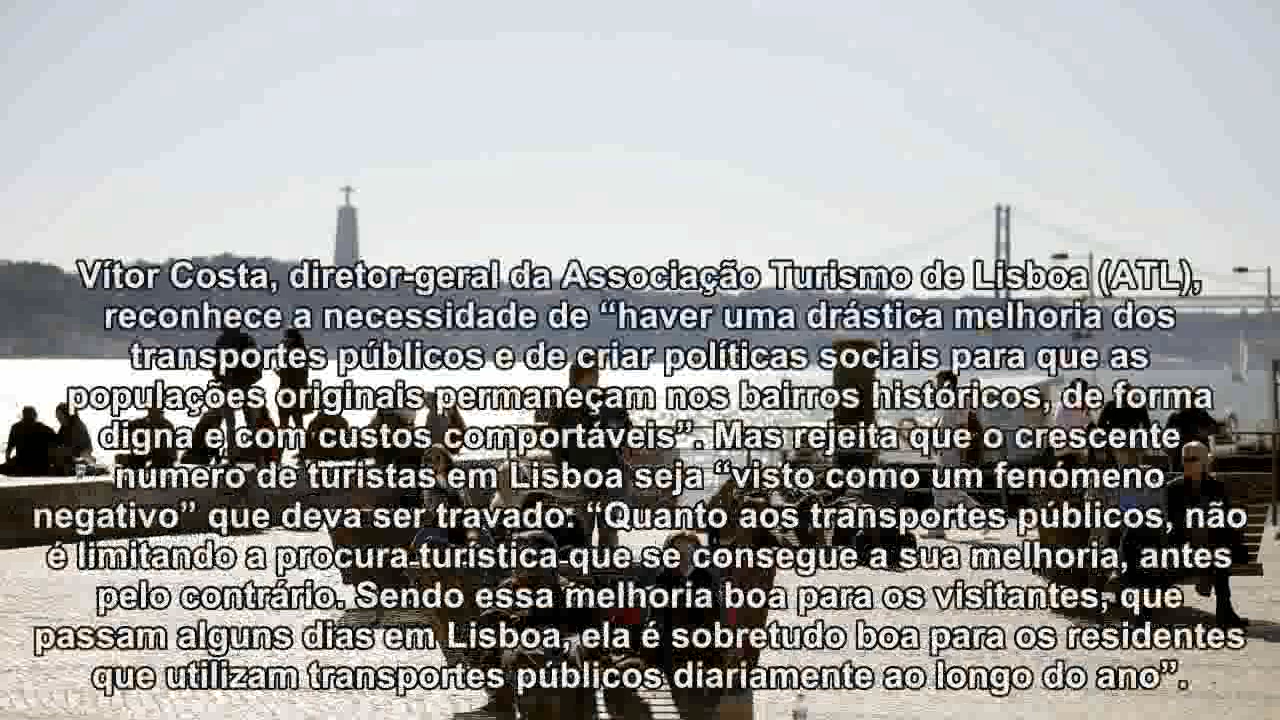 Vítor Costa, diretor-geral da Associação Turismo de Lisboa (ATL),
reconhece a necessidade de “haver uma drástica melhoria dos
transportes públicos e de criar políticas sociais para que as
populações originais permaneçam nos bairros históricos, de forma
digna e com custos comportáveis”. Mas rejeita que o crescente
número de turistas em Lisboa seja “visto como um fenómeno
negativo” que deva ser travado: “Quanto aos transportes públicos, não
é limitando a procura turística que se consegue a sua melhoria, antes
pelo contrário. Sendo essa melhoria boa para os visitantes, que
passam alguns dias em Lisboa, ela é sobretudo boa para os residentes
que utilizam transportes públicos diariamente ao longo do ano”.